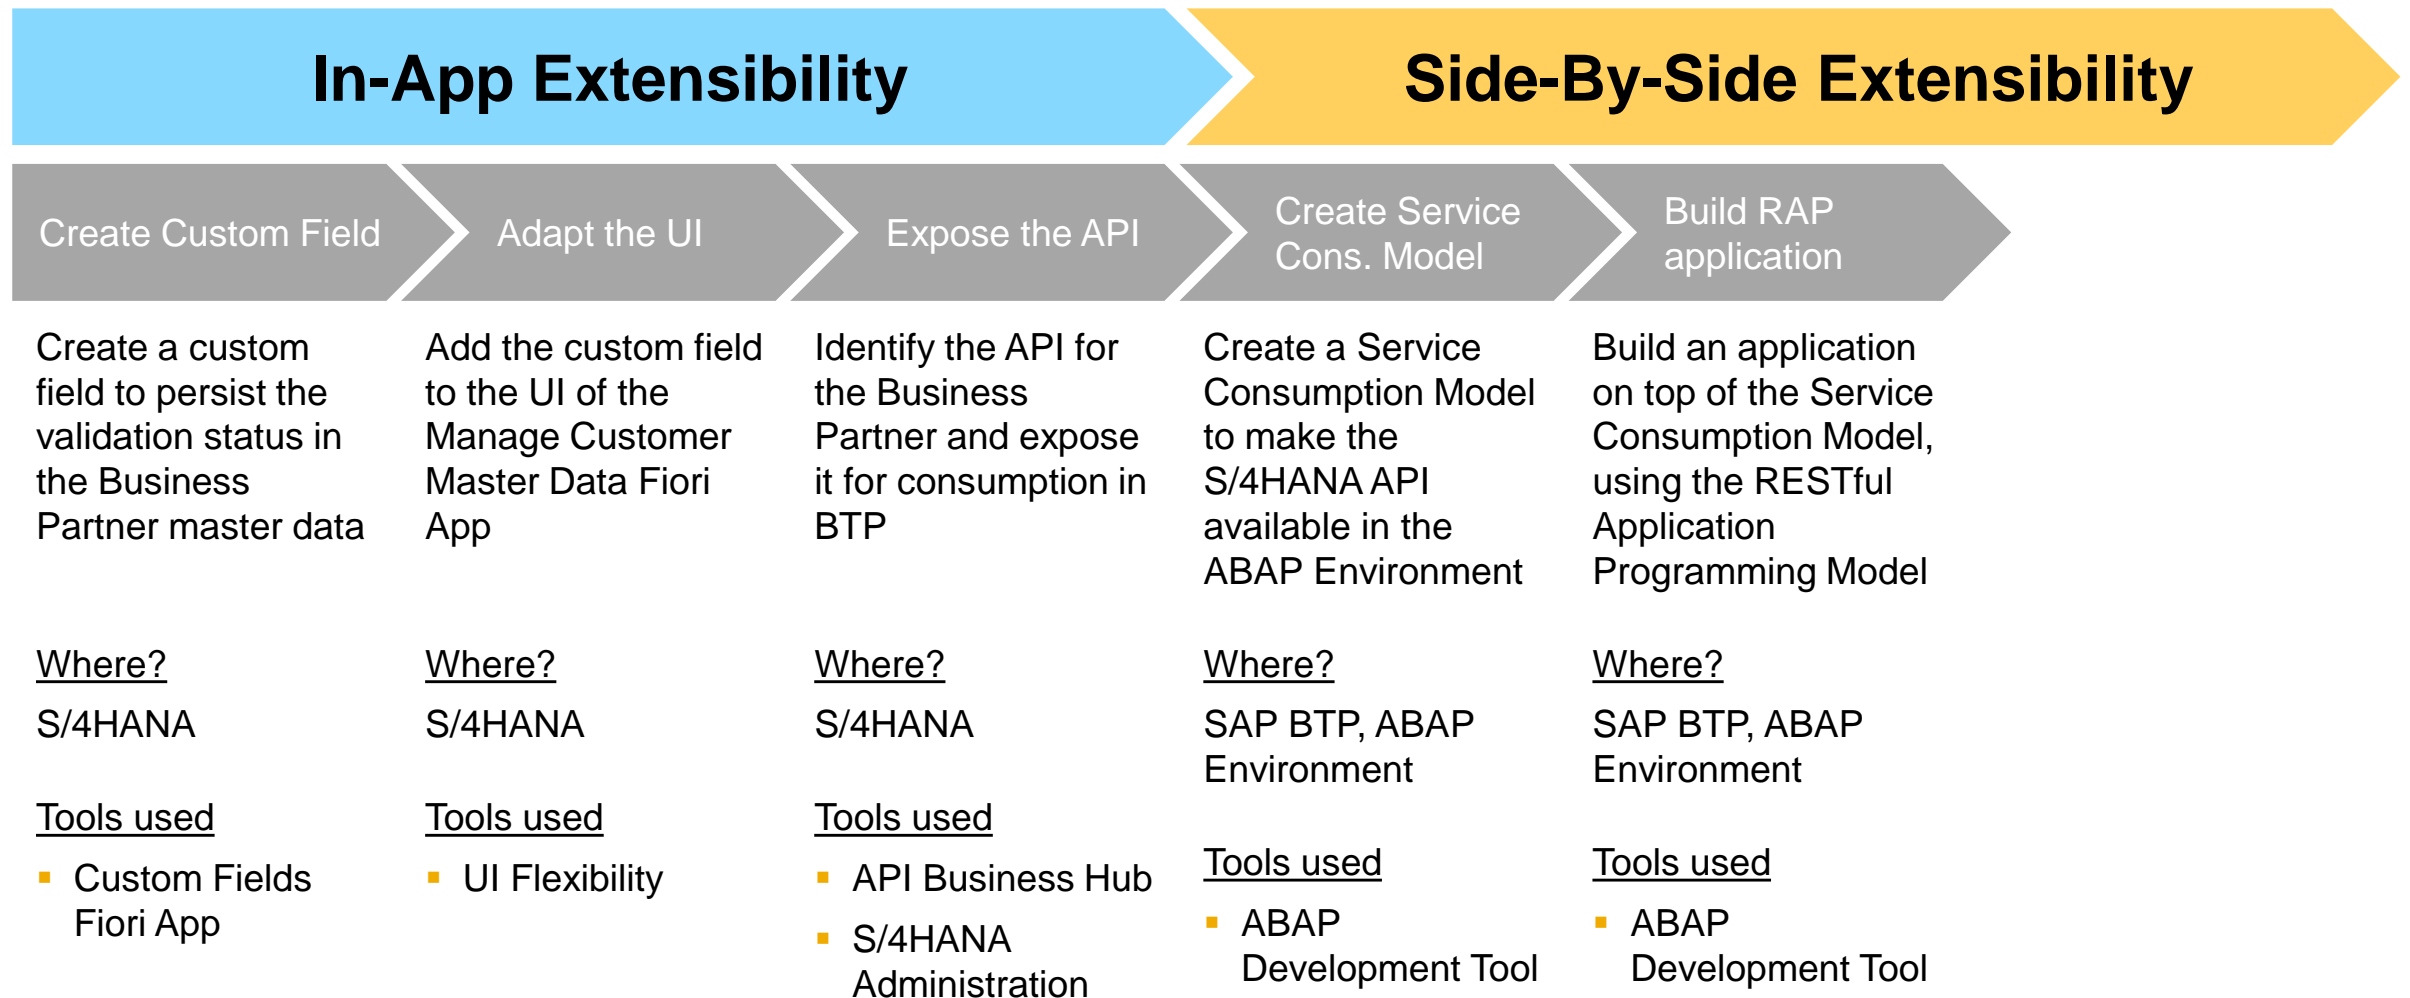 In-App Extensibility
Side-By-Side Extensibility
Create Custom Field
Adapt the UI
Expose the API
Create Service
Cons. Model
Build RAP
application
Create a custom
field to persist the
validation status in
the Business
Partner master data
Where?
S/4HANA
Tools used
Custom Fields
Fiori App
Add the custom field
to the UI of the
Manage Customer
Master Data Fiori
App
Where?
S/4HANA
Tools used
UI Flexibility
Identify the API for
the Business
Partner and expose
it for consumption in
BTP
Where?
S/4HANA
Tools used
API Business Hub
S/4HANA
Administration
Create a Service
Consumption Model
to make the
S/4HANA API
available in the
ABAP Environment
Where?
SAP BTP, ABAP
Environment
Tools used
ABAP
Development Tool
Build an application
on top of the Service
Consumption Model,
using the RESTful
Application
Programming Model
Where?
SAP BTP, ABAP
Environment
Tools used
ABAP
Development Tool